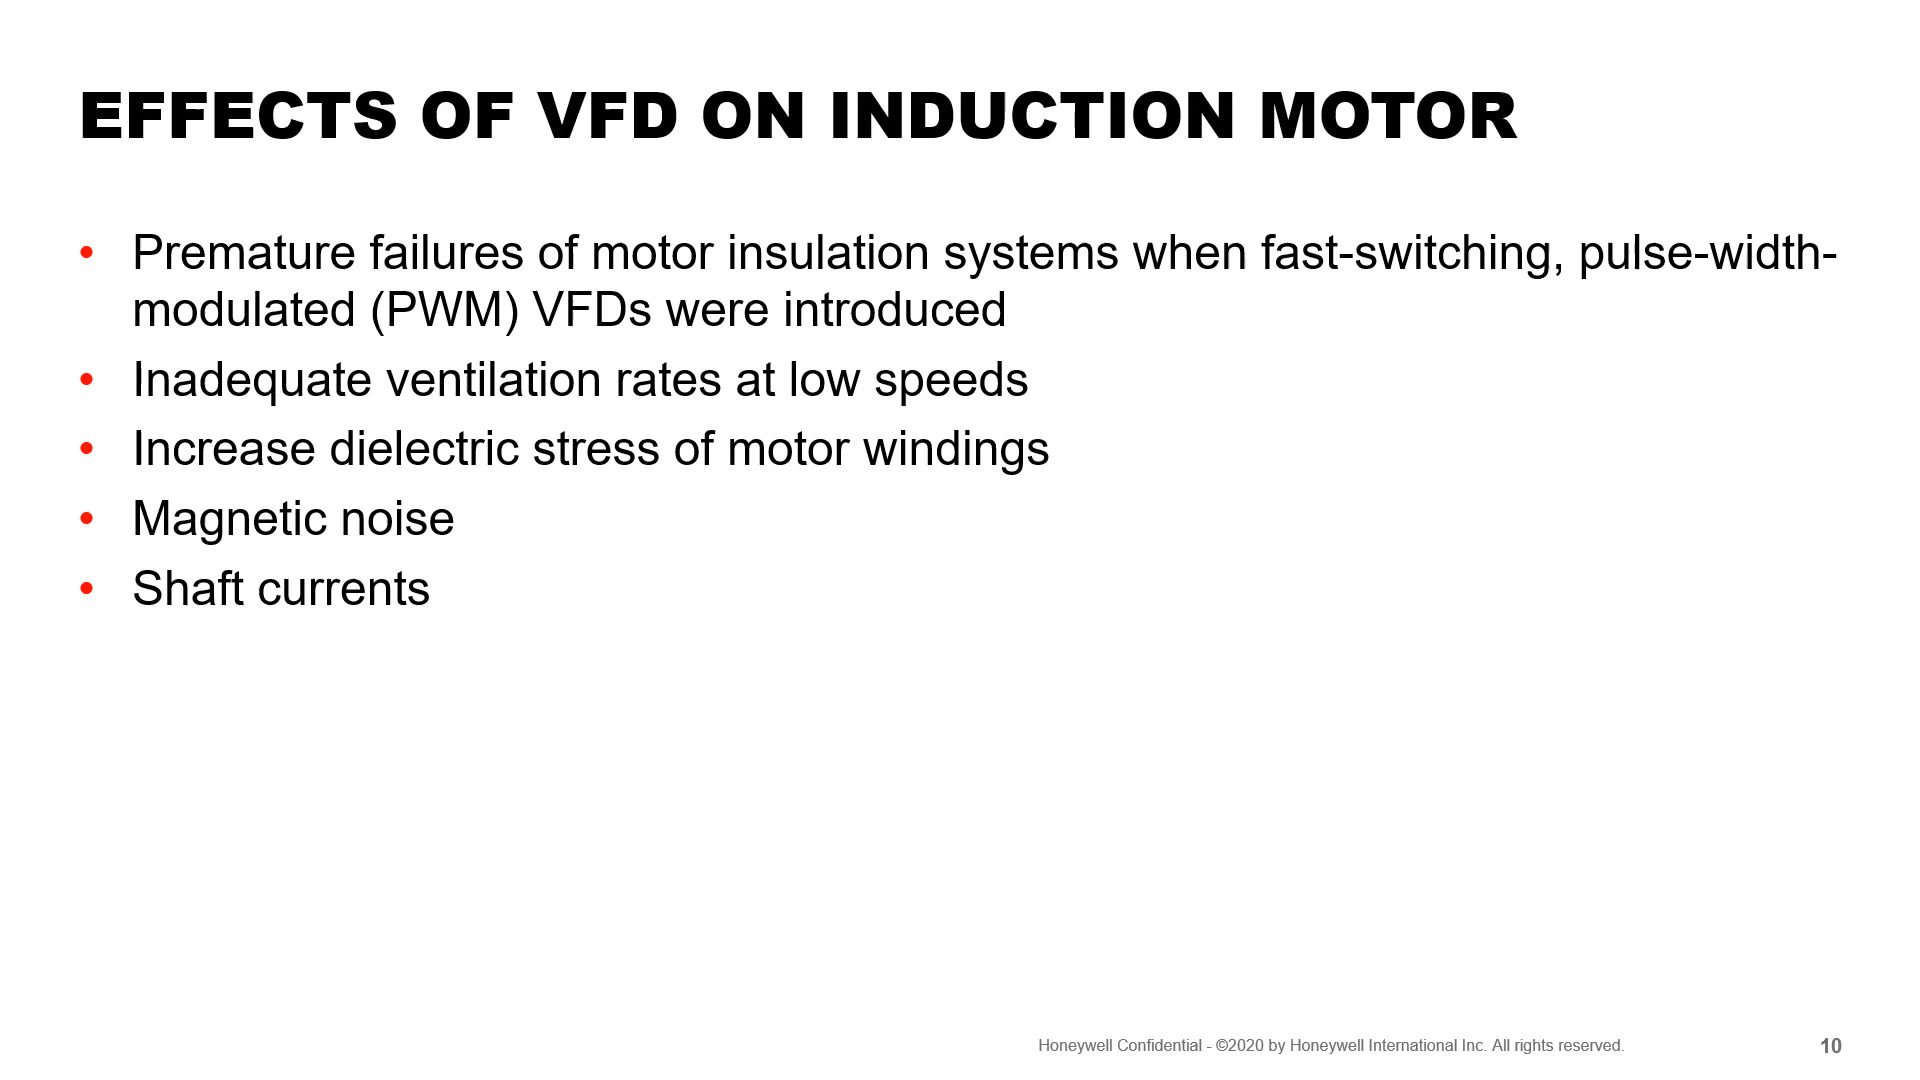 EFFECTS OF VFD ON INDUCTION MOTOR
• Premature failures of motor insulation systems when fast-switching, pulse-width-
modulated (PWM) VFDs were introduced
• Inadequate ventilation rates at low speeds
• Increase dielectric stress of motor windings
• Magnetic noise
• Shaft currents
Honeywell Confidential - ©2020 by Honeywell International Inc. All rights reserved. 10